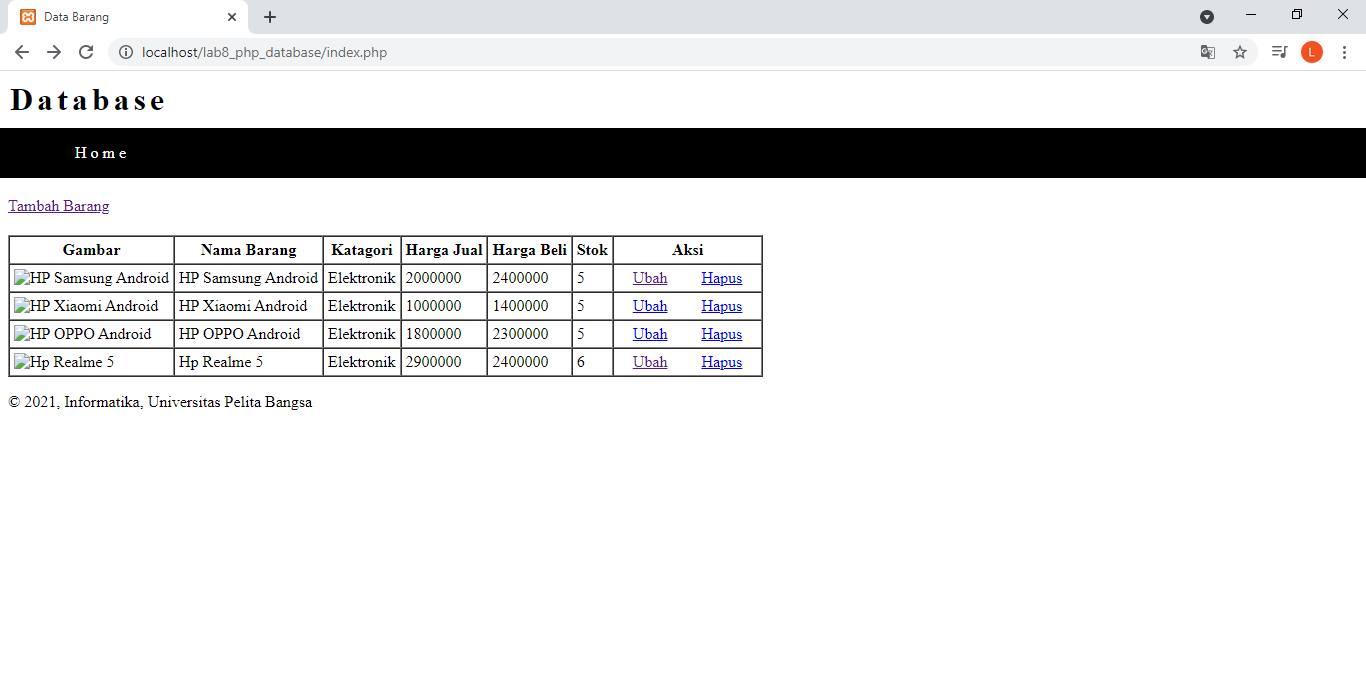 Data Barang
localhost/lab8_php_database/index.php
L
Database
Home
Tambah Barang
Gambar Nama Barang Katagori Harga Jual Harga Beli Stok Aksi
HP Samsung Android HP Samsung Android Elektronik 2000000 2400000 5 Ubah Hapus
HP Xiaomi Android HP Xiaomi Android Elektronik 1000000 1400000 5 Ubah Hapus
HP OPPO Android HP OPPO Android Elektronik 1800000 2300000 5 Ubah Hapus
Hp Realme 5 Hp Realme 5 Elektronik 2900000 2400000 6 Ubah Hapus
© 2021, Informatika, Universitas Pelita Bangsa